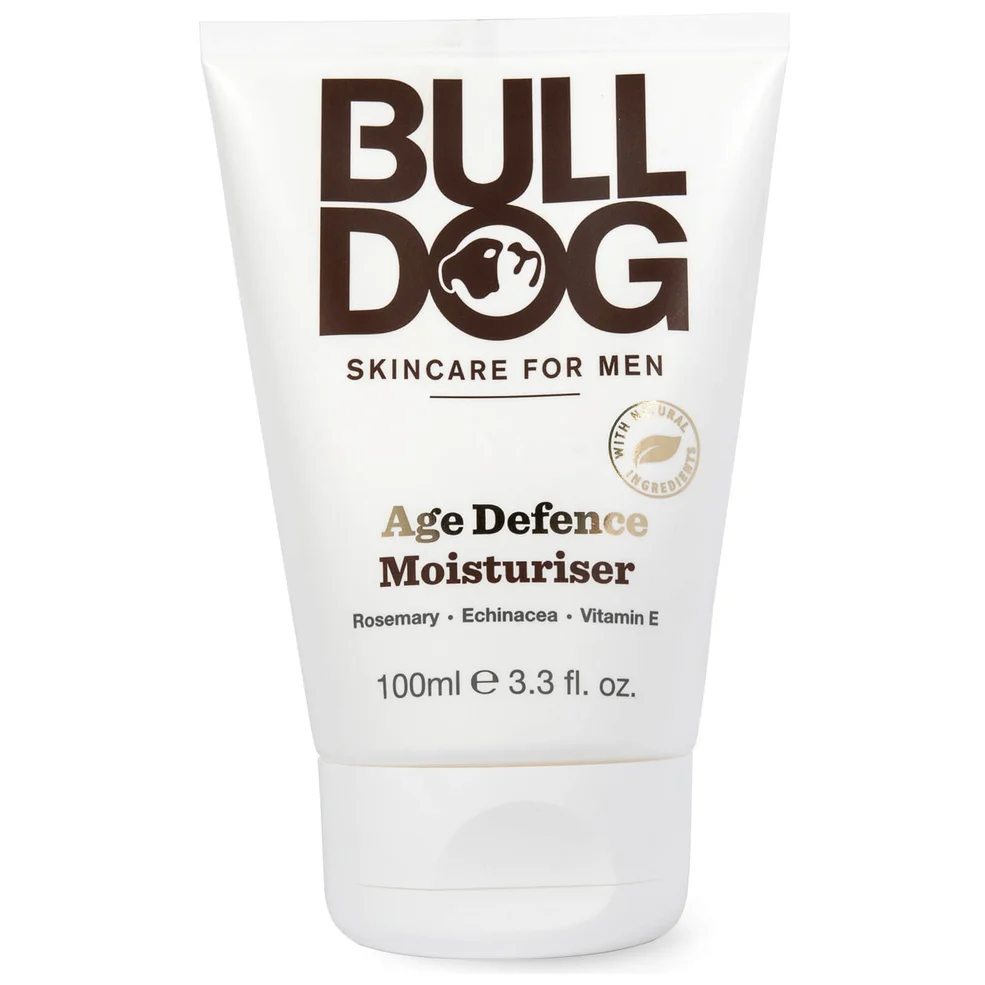 BULL
DOG
SKINCARE FOR MEN
WITH NATURAL
INGREDIENTS
Age Defence
Moisturiser
Rosemary • Echinacea • Vitamin E
100ml ℮ 3.3 fl. oz.